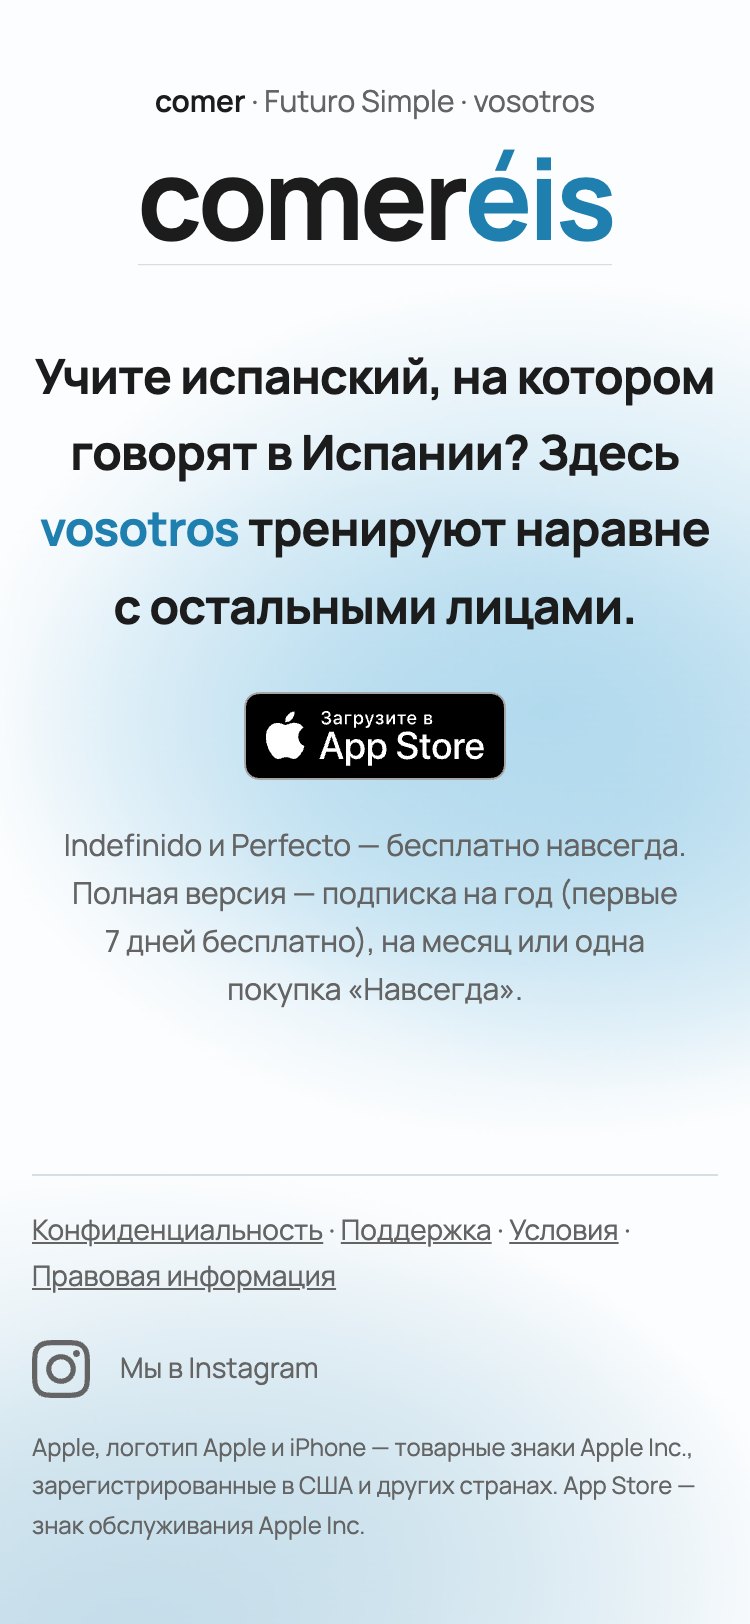 comer · Futuro Simple · vosotros
comeréis
Учите испанский, на котором
говорят в Испании? Здесь
vosotros тренируют наравне
с остальными лицами.
Загрузите в
App Store
Indefinido и Perfecto — бесплатно навсегда.
Полная версия — подписка на год (первые
7 дней бесплатно), на месяц или одна
покупка «Навсегда».
Конфиденциальность · Поддержка · Условия ·
Правовая информация
Мы в Instagram
Apple, логотип Apple и iPhone — товарные знаки Apple Inc.,
зарегистрированные в США и других странах. App Store —
знак обслуживания Apple Inc.